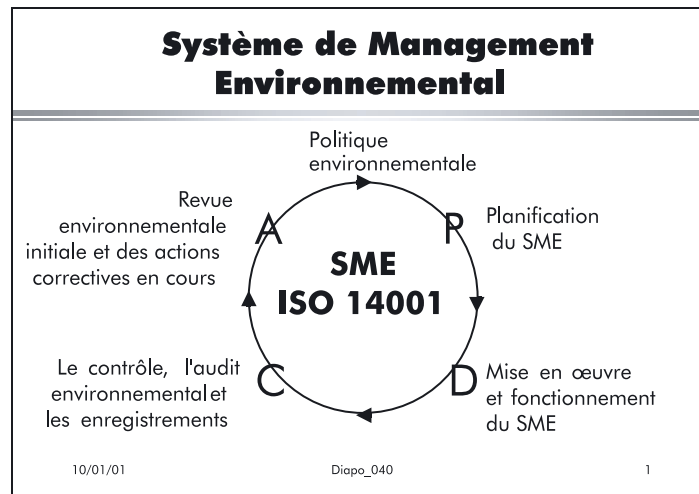 Système de Management
Environnemental
Politique
environnementale
Revue
environnementale
initiale et des actions
correctives en cours
A
P
Planification
du SME
SME
ISO 14001
Le contrôle, l'audit
environnemental et
les enregistrements
C
D
Mise en œuvre
et fonctionnement
du SME
10/01/01
Diapo_040
1